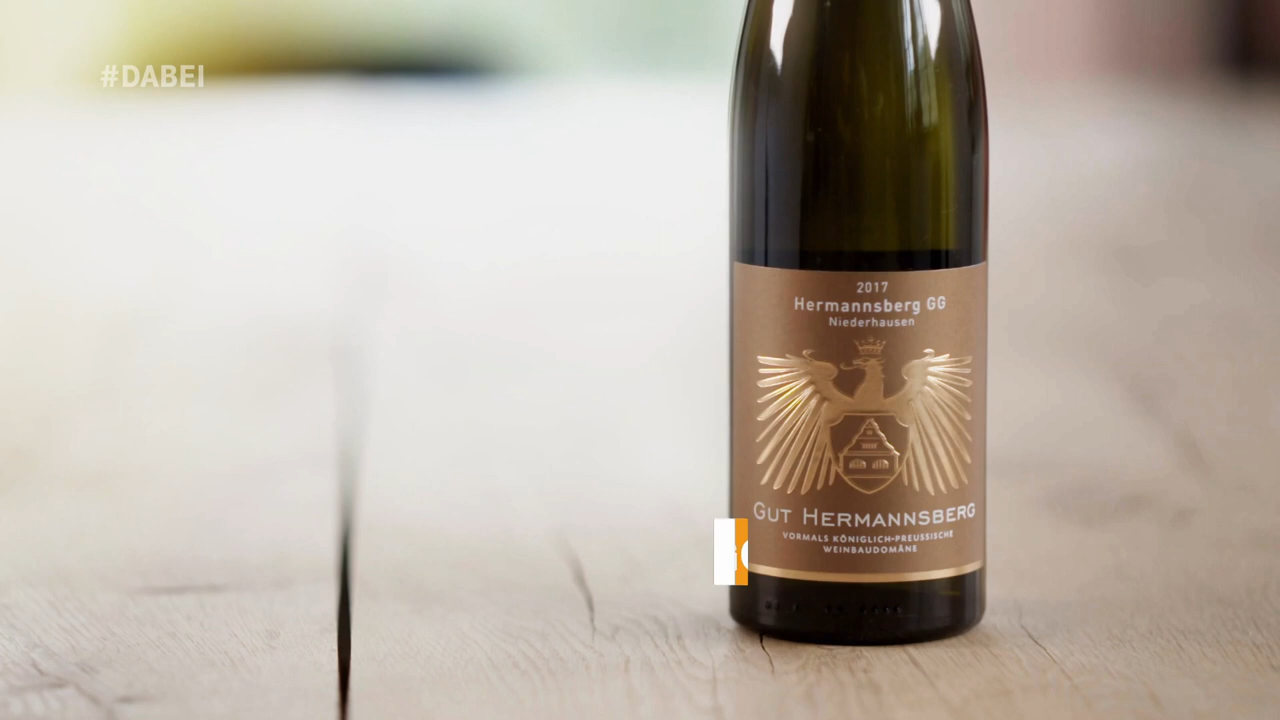 #DABEI
2017
Hermannsberg GG
Niederhausen
GUT HERMANNSBERG
VORMALS KÖNIGLICH-PREUSSISCHE
WEINBAUDOMÄNE